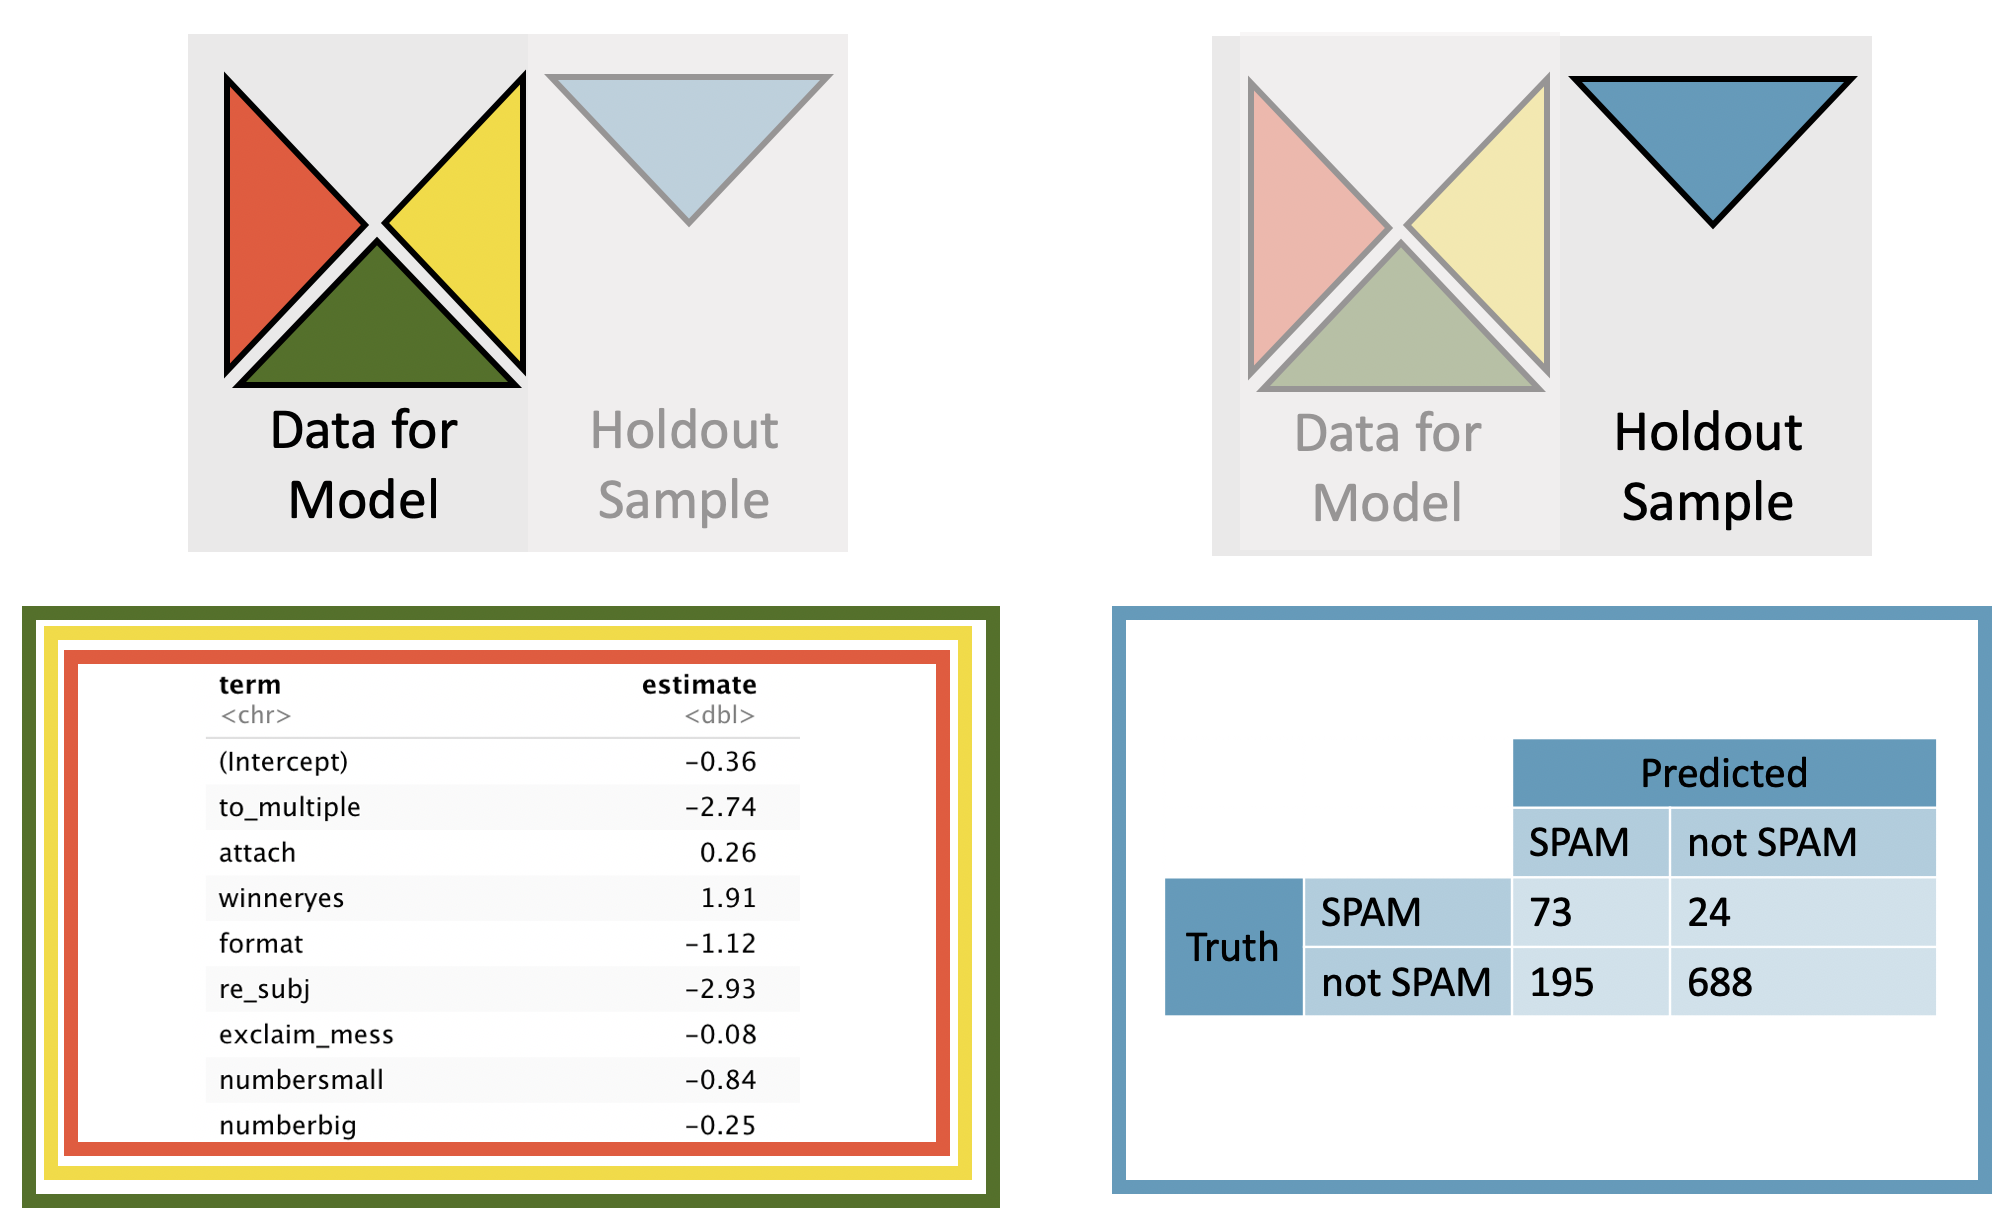 Data for
Model
Holdout
Sample
Data for
Model
Holdout
Sample
term estimate
<chr> <dbl>
(Intercept) −0.36
to_multiple −2.74
attach 0.26
winneryes 1.91
format −1.12
re_subj −2.93
exclaim_mess −0.08
numbersmall −0.84
numberbig −0.25
Predicted
SPAM not SPAM
Truth
SPAM 73 24
not SPAM 195 688